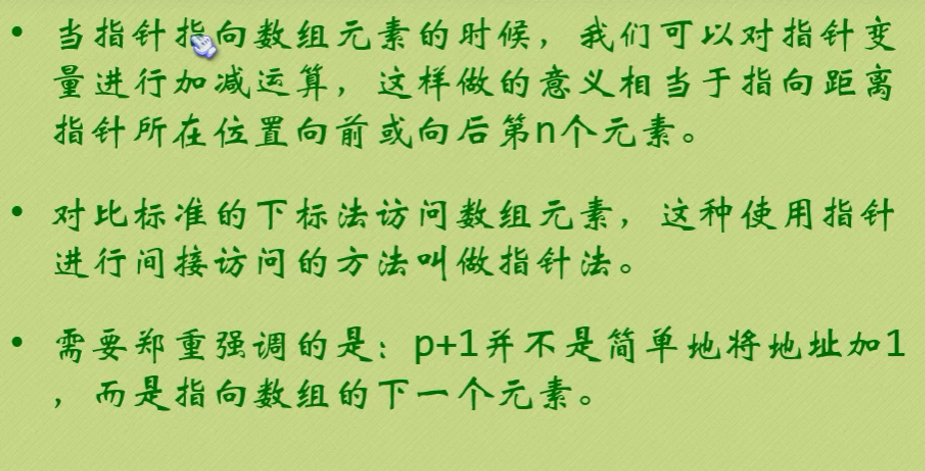 • 当指针指向数组元素的时候，我们可以对指针变
量进行加减运算，这样做的意义相当于指向距离
指针所在位置向前或向后第n个元素。
• 对比标准的下标法访问数组元素，这种使用指针
进行间接访问的方法叫做指针法。
• 需要郑重强调的是：p+1并不是简单地将地址加1
，而是指向数组的下一个元素。